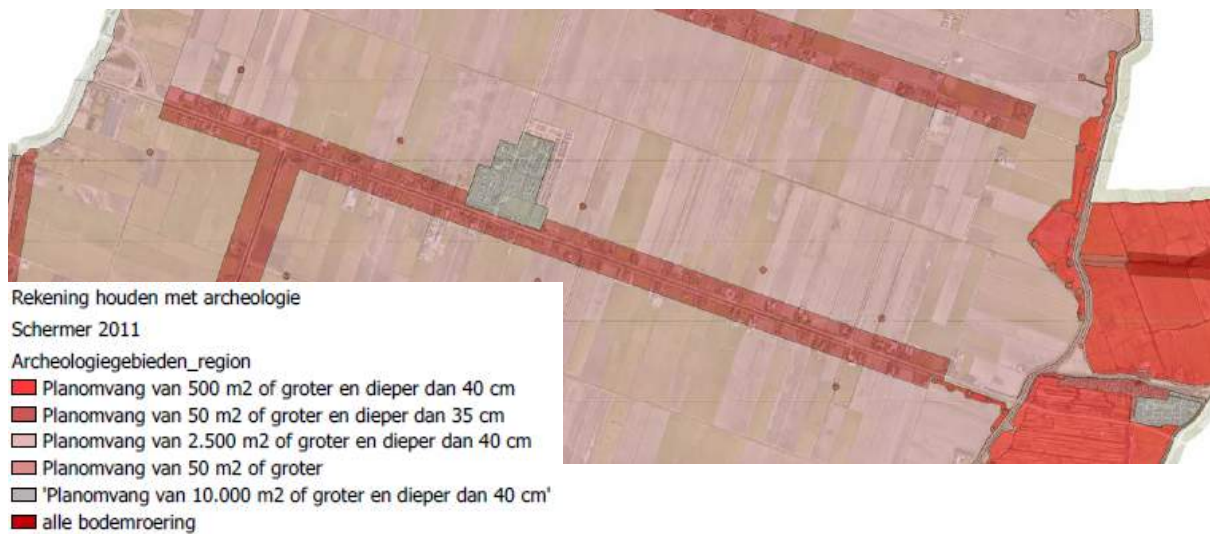 Rekening houden met archeologie
Schermer 2011
Archeologiegebieden_region
Planomvang van 500 m2 of groter en dieper dan 40 cm
Planomvang van 50 m2 of groter en dieper dan 35 cm
Planomvang van 2.500 m2 of groter en dieper dan 40 cm
Planomvang van 50 m2 of groter
'Planomvang van 10.000 m2 of groter en dieper dan 40 cm'
alle bodemroering